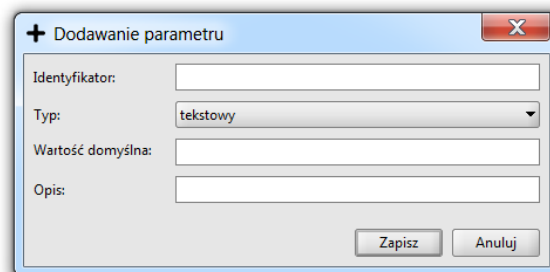 Dodawanie parametru
Identyfikator:
Typ: tekstowy
Wartość domyślna:
Opis:
Zapisz Anuluj